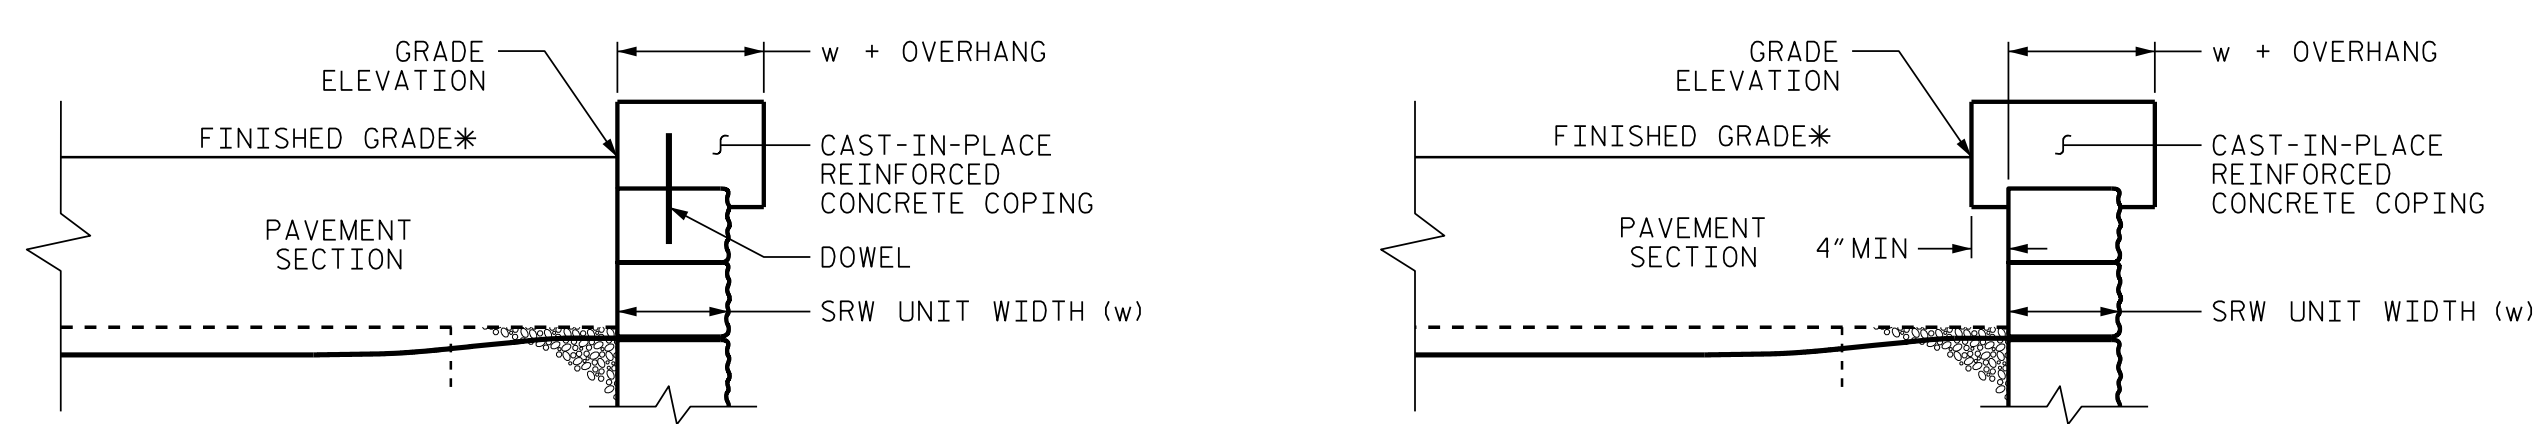 GRADE
ELEVATION
w + OVERHANG
FINISHED GRADE*
CAST-IN-PLACE
REINFORCED
CONCRETE COPING
PAVEMENT
SECTION
DOWEL
SRW UNIT WIDTH (w)
GRADE
ELEVATION
w + OVERHANG
FINISHED GRADE*
CAST-IN-PLACE
REINFORCED
CONCRETE COPING
PAVEMENT
SECTION
4" MIN
SRW UNIT WIDTH (w)